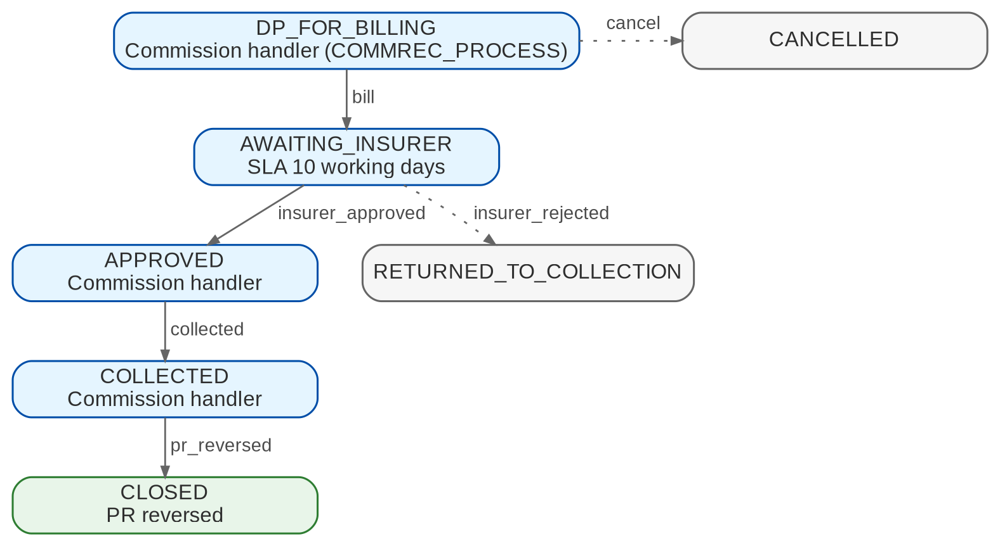 DP_FOR_BILLING
Commission handler (COMMREC_PROCESS)
cancel
CANCELLED
bill
AWAITING_INSURER
SLA 10 working days
insurer_approved
insurer_rejected
APPROVED
Commission handler
RETURNED_TO_COLLECTION
collected
COLLECTED
Commission handler
pr_reversed
CLOSED
PR reversed